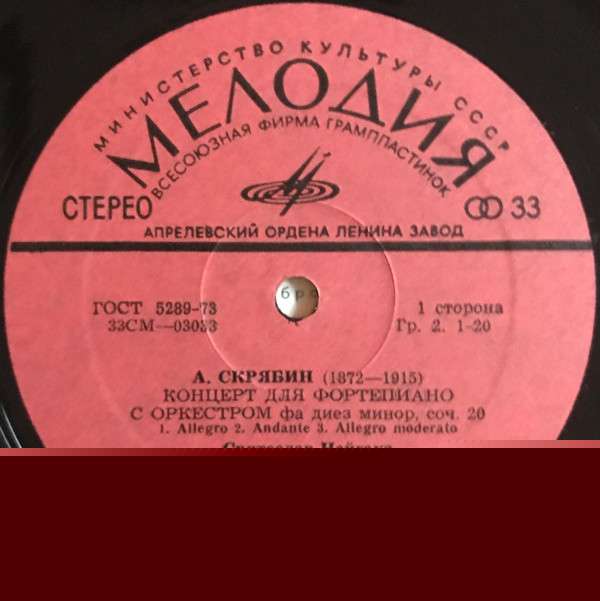 МИНИСТЕРСТВО КУЛЬТУРЫ СССР
МЕЛОДИЯ
ВСЕСОЮЗНАЯ ФИРМА ГРАМПЛАСТИНОК
СТЕРЕО 33
АПРЕЛЕВСКИЙ ОРДЕНА ЛЕНИНА ЗАВОД
ГОСТ 5289-73 1 сторона
33СМ—03033 Гр. 2. 1-20
А. СКРЯБИН (1872—1915)
КОНЦЕРТ ДЛЯ ФОРТЕПИАНО
С ОРКЕСТРОМ фа диез минор, соч. 20
1. Allegro 2. Andante 3. Allegro moderato